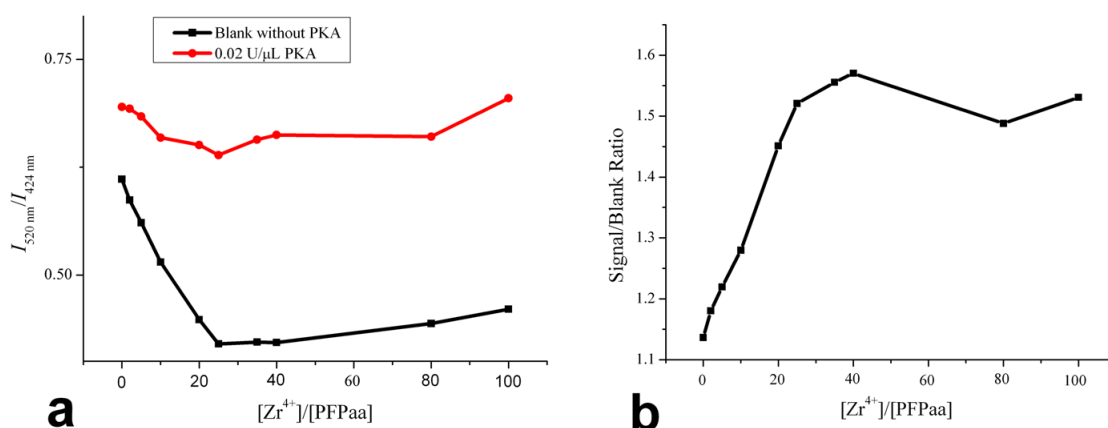 Blank without PKA
0.02 U/μL PKA
0.75
0.50
I520 nm/I424 nm
0 20 40 60 80 100
[Zr4+]/[PFPaa]
a
1.6
1.5
1.4
1.3
1.2
1.1
Signal/Blank Ratio
0 20 40 60 80 100
[Zr4+]/[PFPaa]
b